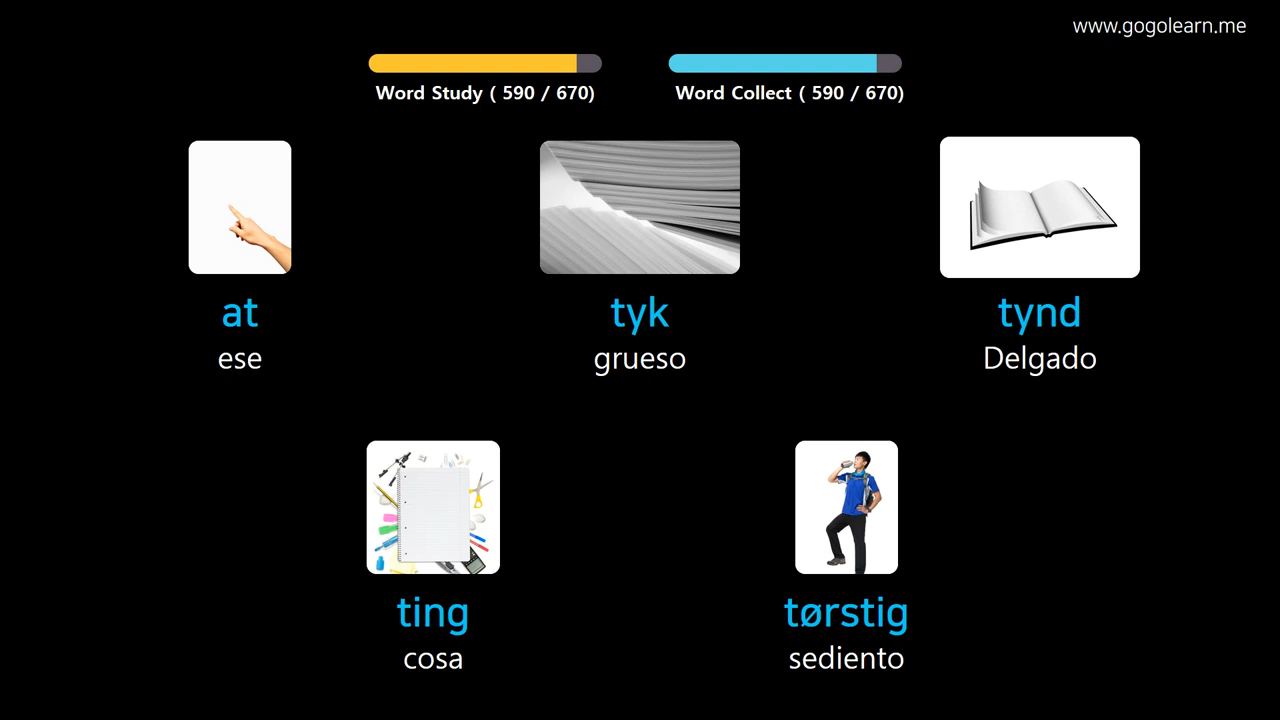 www.gogolearn.me
Word Study ( 590 / 670)
Word Collect ( 590 / 670)
at
ese
tyk
grueso
tynd
Delgado
ting
cosa
tørstig
sediento